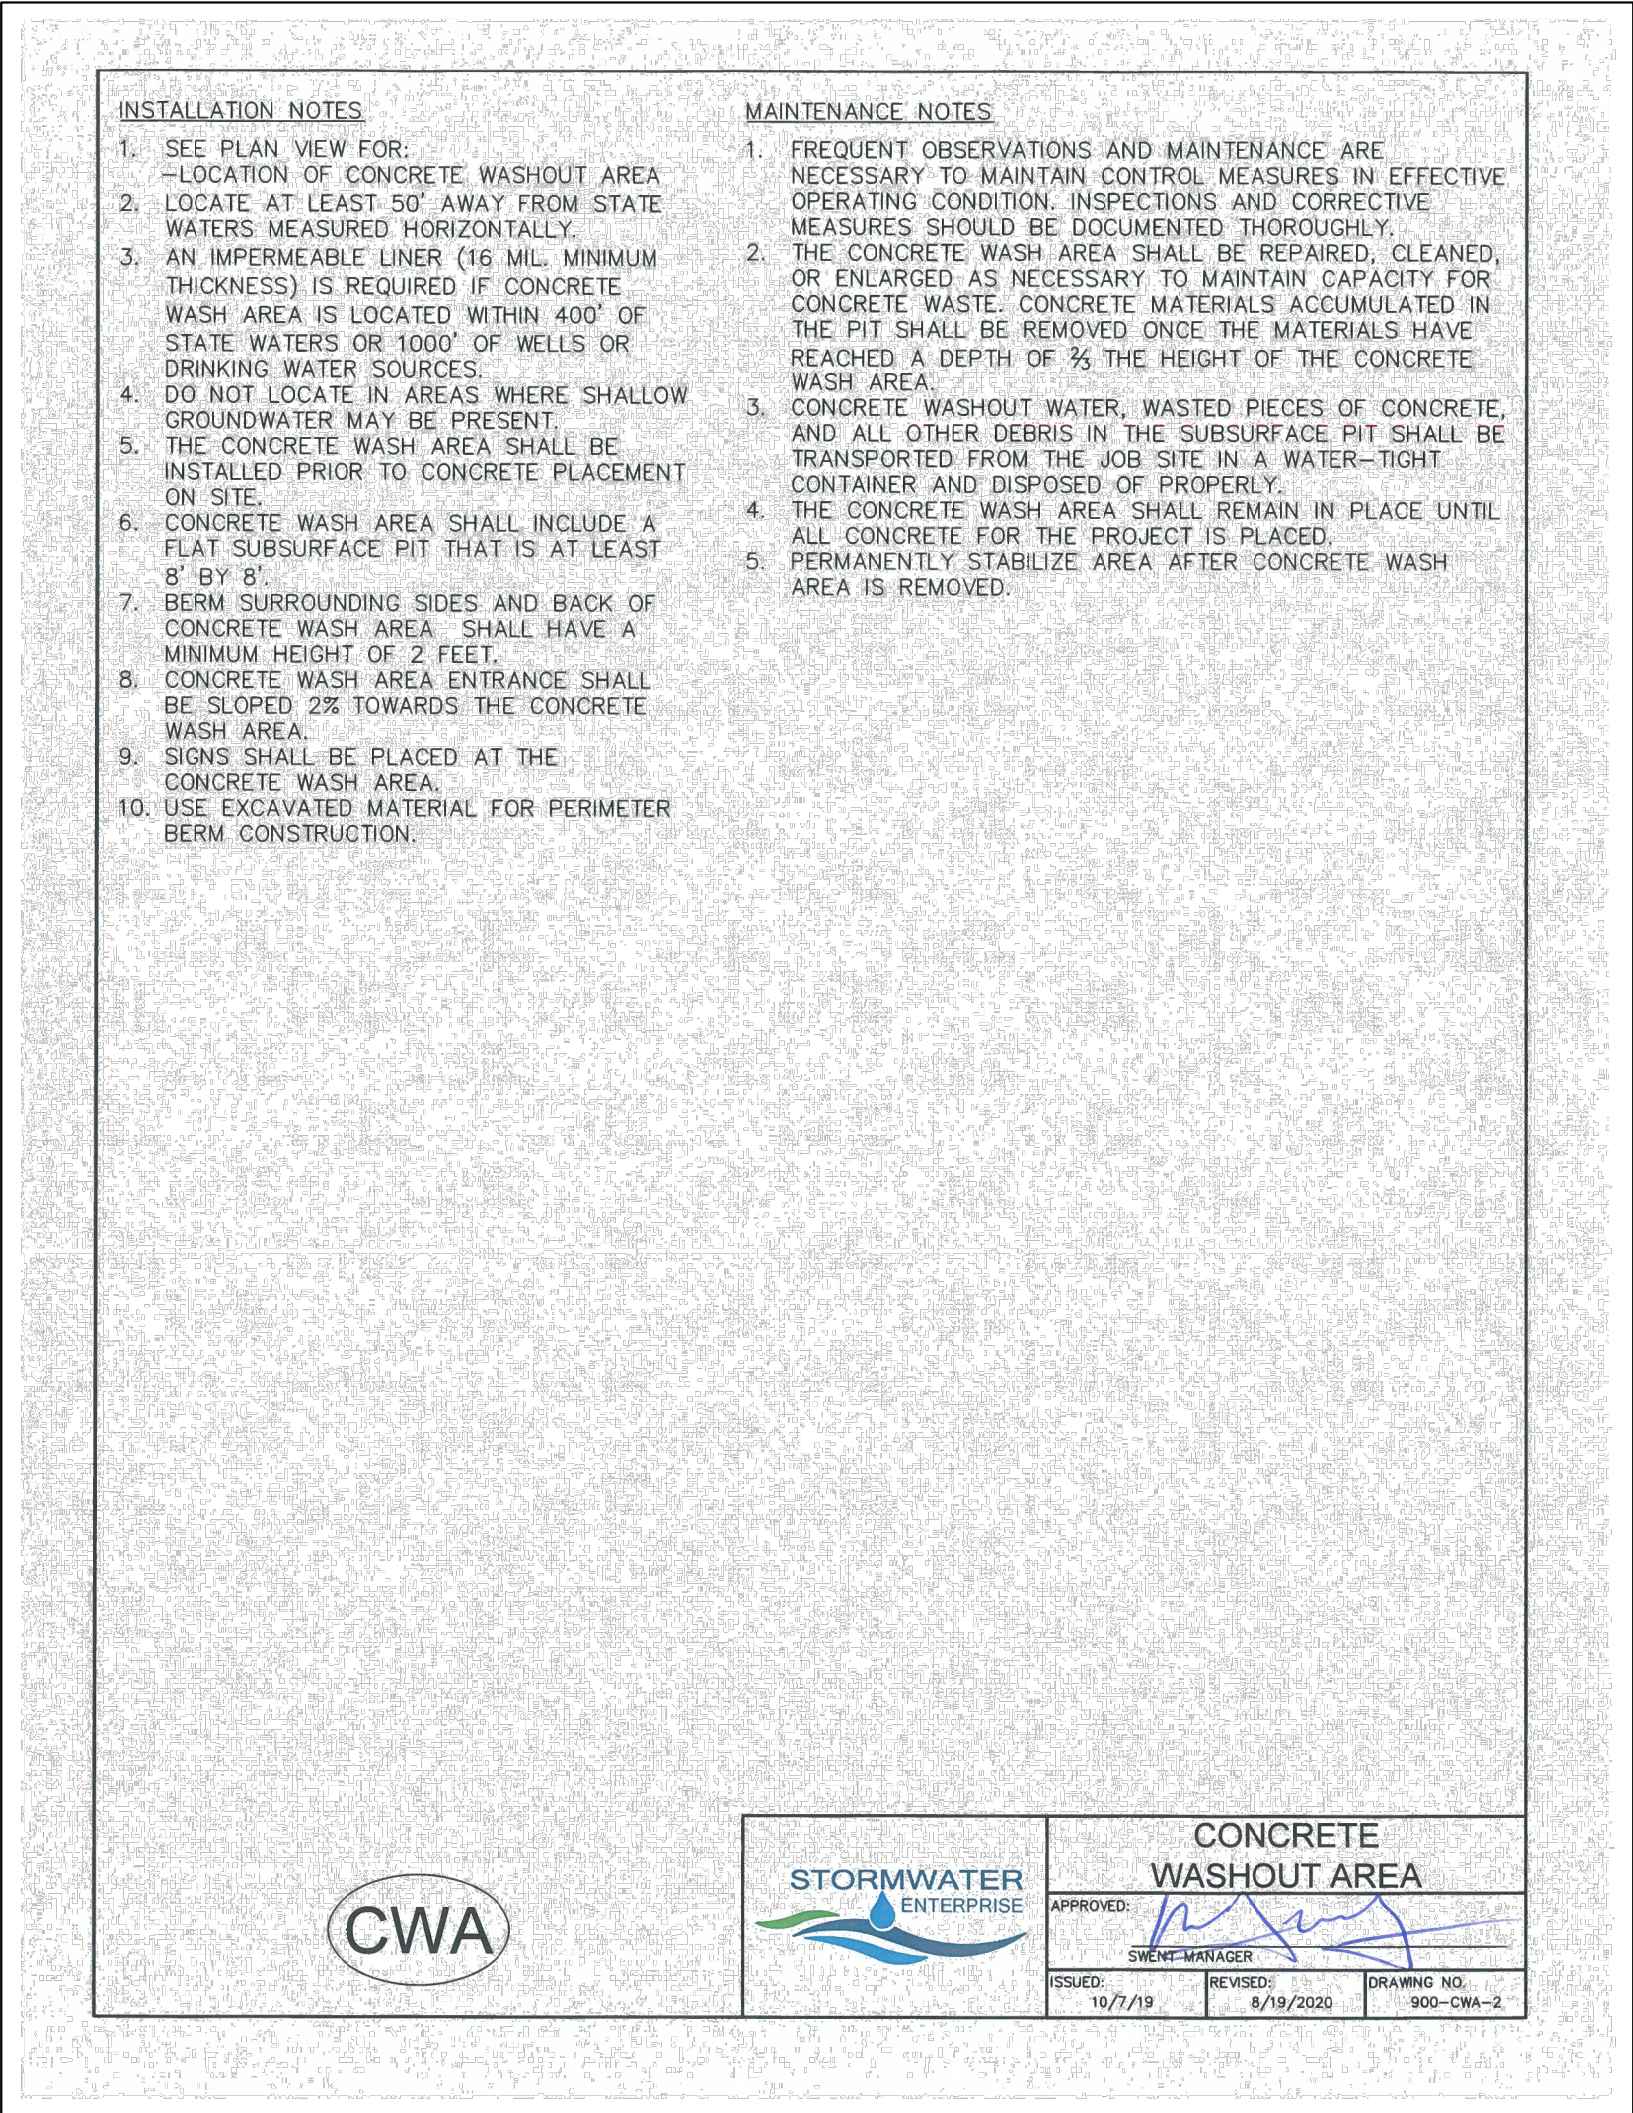 INSTALLATION NOTES
1. SEE PLAN VIEW FOR:
-LOCATION OF CONCRETE WASHOUT AREA
2. LOCATE AT LEAST 50' AWAY FROM STATE
WATERS MEASURED HORIZONTALLY.
3. AN IMPERMEABLE LINER (16 MIL. MINIMUM
THICKNESS) IS REQUIRED IF CONCRETE
WASH AREA IS LOCATED WITHIN 400' OF
STATE WATERS OR 1000' OF WELLS OR
DRINKING WATER SOURCES.
4. DO NOT LOCATE IN AREAS WHERE SHALLOW
GROUNDWATER MAY BE PRESENT.
5. THE CONCRETE WASH AREA SHALL BE
INSTALLED PRIOR TO CONCRETE PLACEMENT
ON SITE.
6. CONCRETE WASH AREA SHALL INCLUDE A
FLAT SUBSURFACE PIT THAT IS AT LEAST
8' BY 8'.
7. BERM SURROUNDING SIDES AND BACK OF
CONCRETE WASH AREA SHALL HAVE A
MINIMUM HEIGHT OF 2 FEET.
8. CONCRETE WASH AREA ENTRANCE SHALL
BE SLOPED 2% TOWARDS THE CONCRETE
WASH AREA.
9. SIGNS SHALL BE PLACED AT THE
CONCRETE WASH AREA.
10. USE EXCAVATED MATERIAL FOR PERIMETER
BERM CONSTRUCTION.
MAINTENANCE NOTES
1. FREQUENT OBSERVATIONS AND MAINTENANCE ARE
NECESSARY TO MAINTAIN CONTROL MEASURES IN EFFECTIVE
OPERATING CONDITION. INSPECTIONS AND CORRECTIVE
MEASURES SHOULD BE DOCUMENTED THOROUGHLY.
2. THE CONCRETE WASH AREA SHALL BE REPAIRED, CLEANED,
OR ENLARGED AS NECESSARY TO MAINTAIN CAPACITY FOR
CONCRETE WASTE. CONCRETE MATERIALS ACCUMULATED IN
THE PIT SHALL BE REMOVED ONCE THE MATERIALS HAVE
REACHED A DEPTH OF ⅔ THE HEIGHT OF THE CONCRETE
WASH AREA.
3. CONCRETE WASHOUT WATER, WASTED PIECES OF CONCRETE,
AND ALL OTHER DEBRIS IN THE SUBSURFACE PIT SHALL BE
TRANSPORTED FROM THE JOB SITE IN A WATER-TIGHT
CONTAINER AND DISPOSED OF PROPERLY.
4. THE CONCRETE WASH AREA SHALL REMAIN IN PLACE UNTIL
ALL CONCRETE FOR THE PROJECT IS PLACED.
5. PERMANENTLY STABILIZE AREA AFTER CONCRETE WASH
AREA IS REMOVED.
CWA
STORMWATER
ENTERPRISE
CONCRETE
WASHOUT AREA
APPROVED:
SWENT MANAGER
ISSUED: 10/7/19
REVISED: 8/19/2020
DRAWING NO. 900-CWA-2